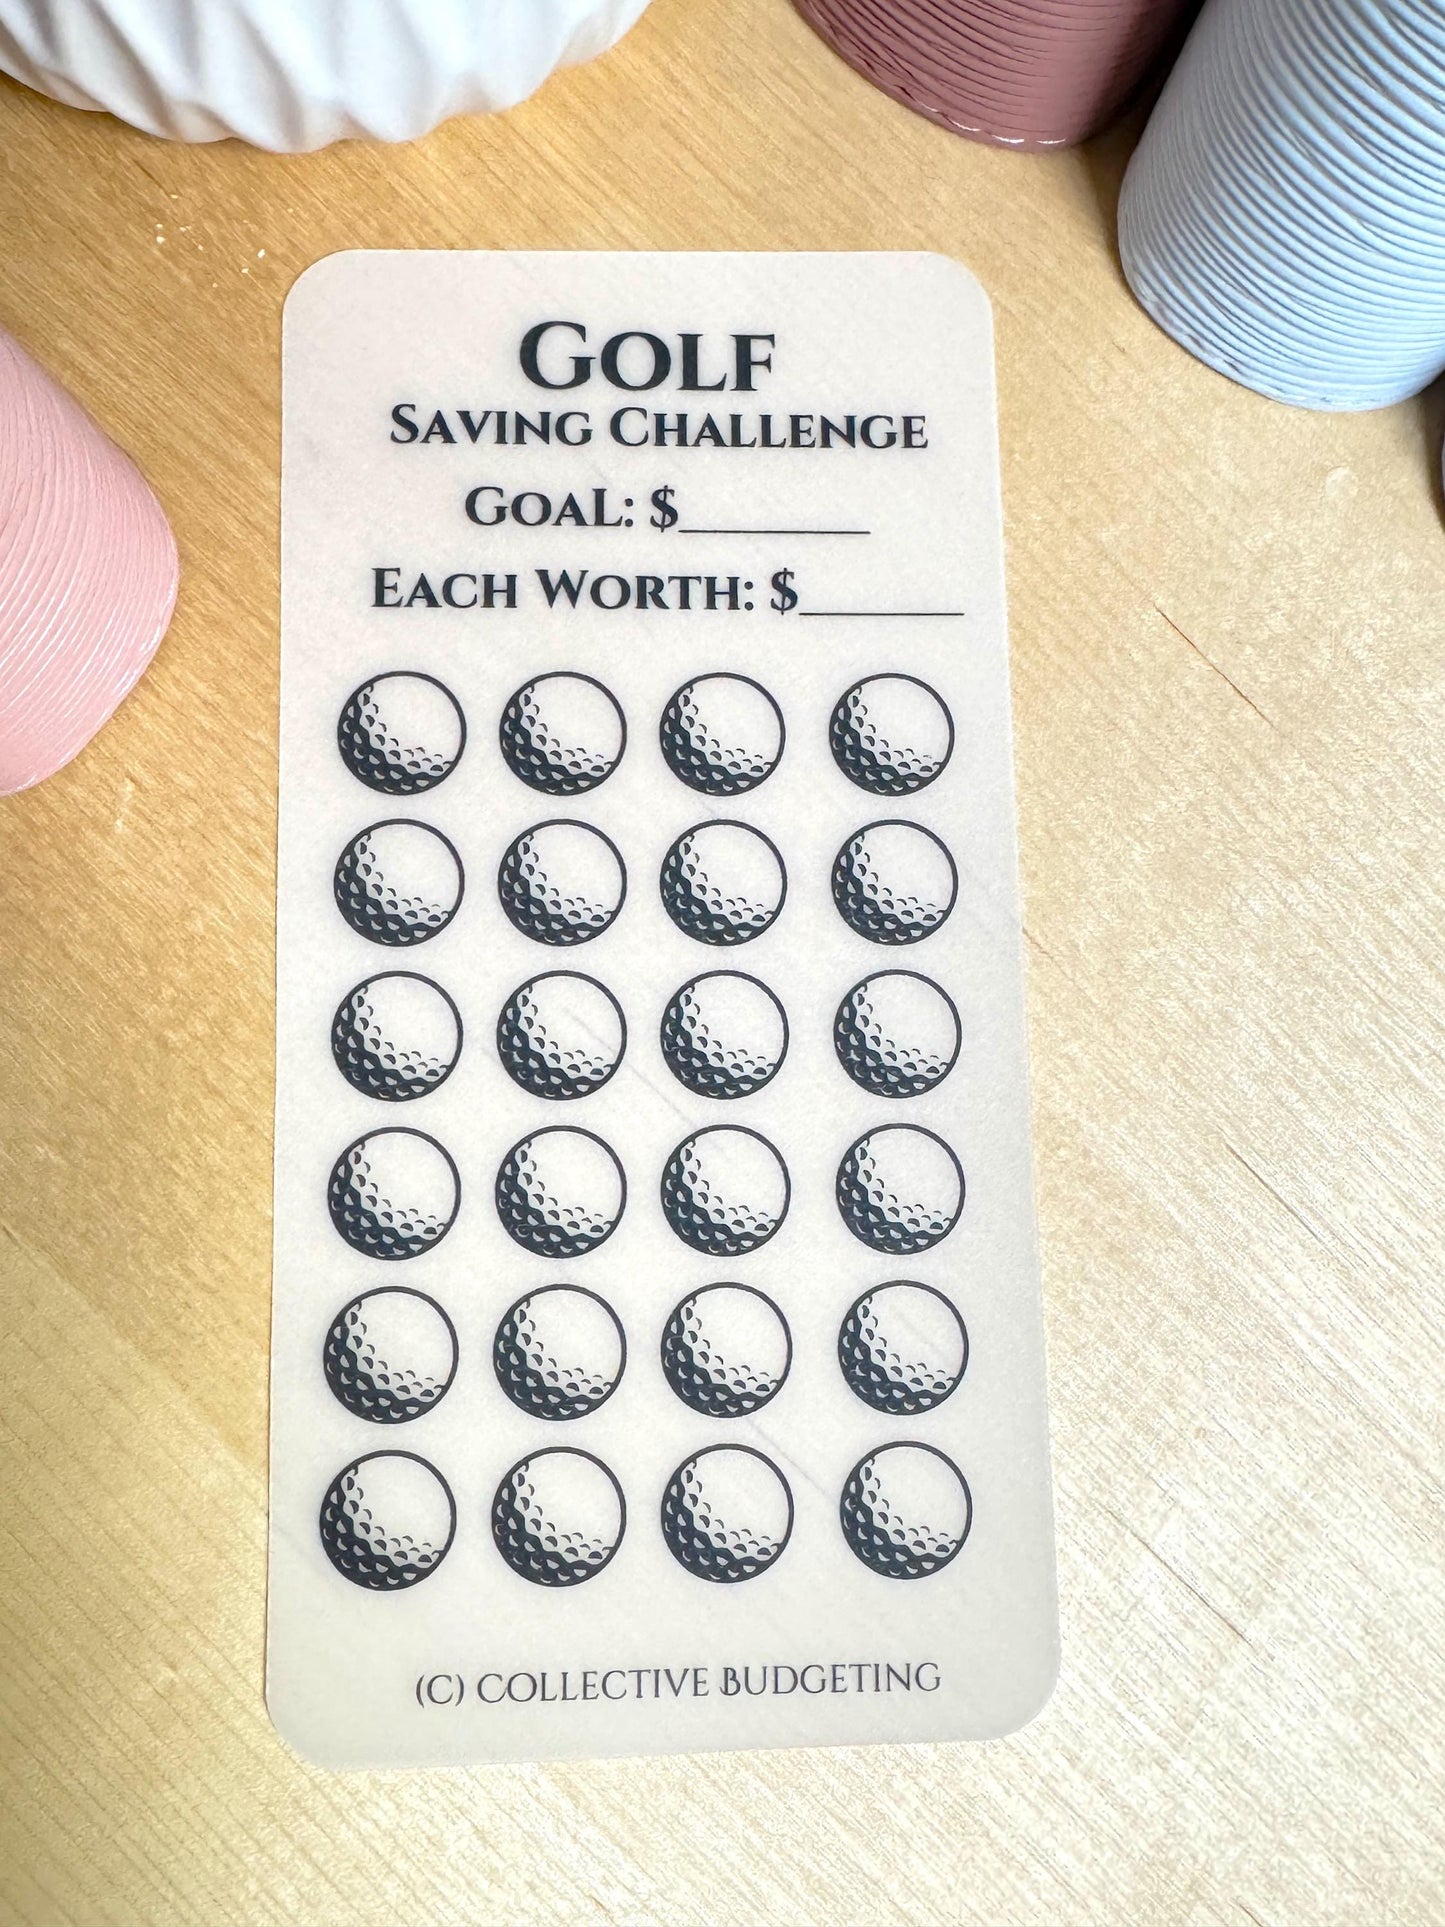 Golf
Saving Challenge
Goal: $_______
Each Worth: $______
(C) Collective Budgeting